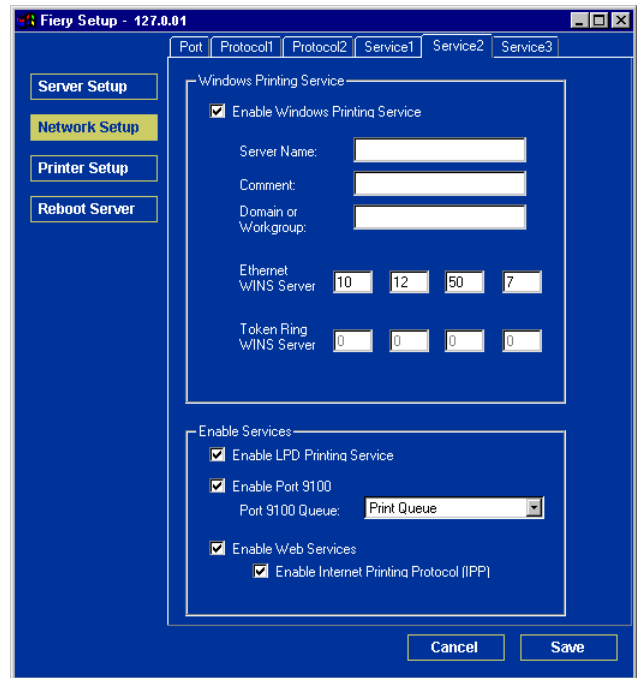 Fiery Setup - 127.0.01
Port Protocol1 Protocol2 Service1 Service2 Service3
Server Setup
Network Setup
Printer Setup
Reboot Server
Windows Printing Service
Enable Windows Printing Service
Server Name:
Comment:
Domain or
Workgroup:
Ethernet
WINS Server 10 12 50 7
Token Ring
WINS Server 0 0 0 0
Enable Services
Enable LPD Printing Service
Enable Port 9100
Port 9100 Queue: Print Queue
Enable Web Services
Enable Internet Printing Protocol (IPP)
Cancel Save